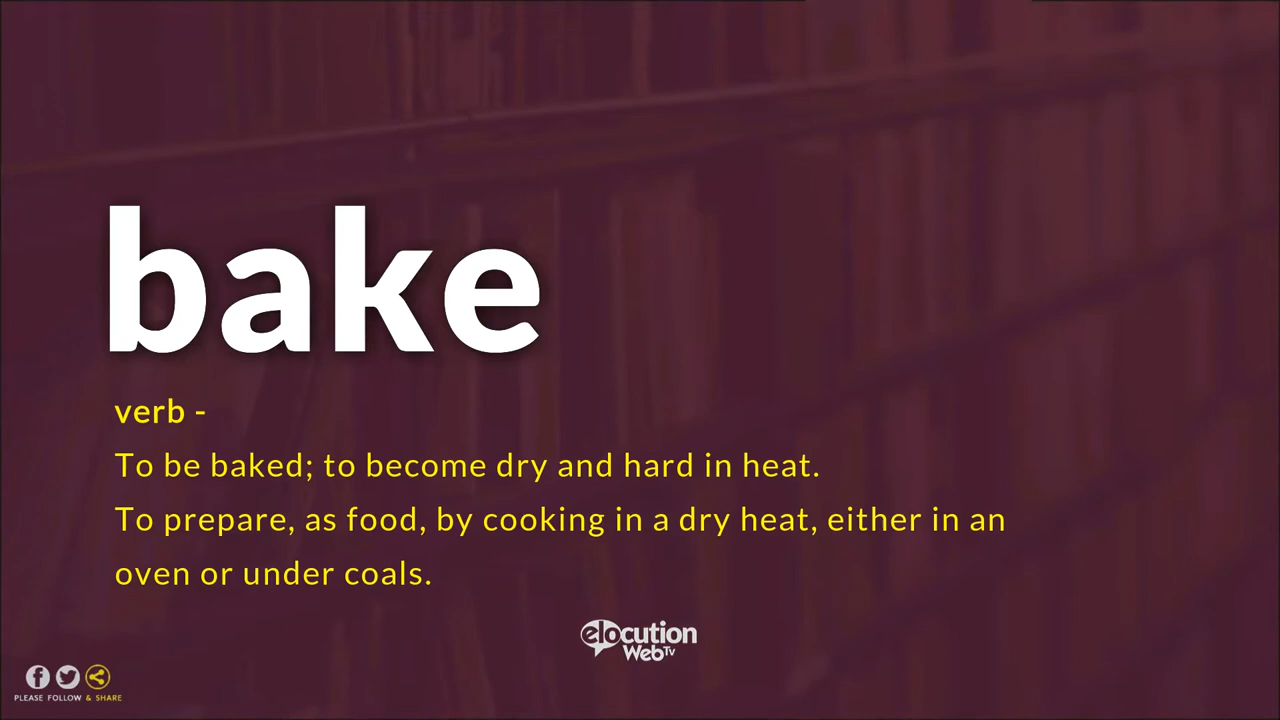 bake
verb -
To be baked; to become dry and hard in heat.
To prepare, as food, by cooking in a dry heat, either in an
oven or under coals.
elocution
WebTv
PLEASE FOLLOW & SHARE